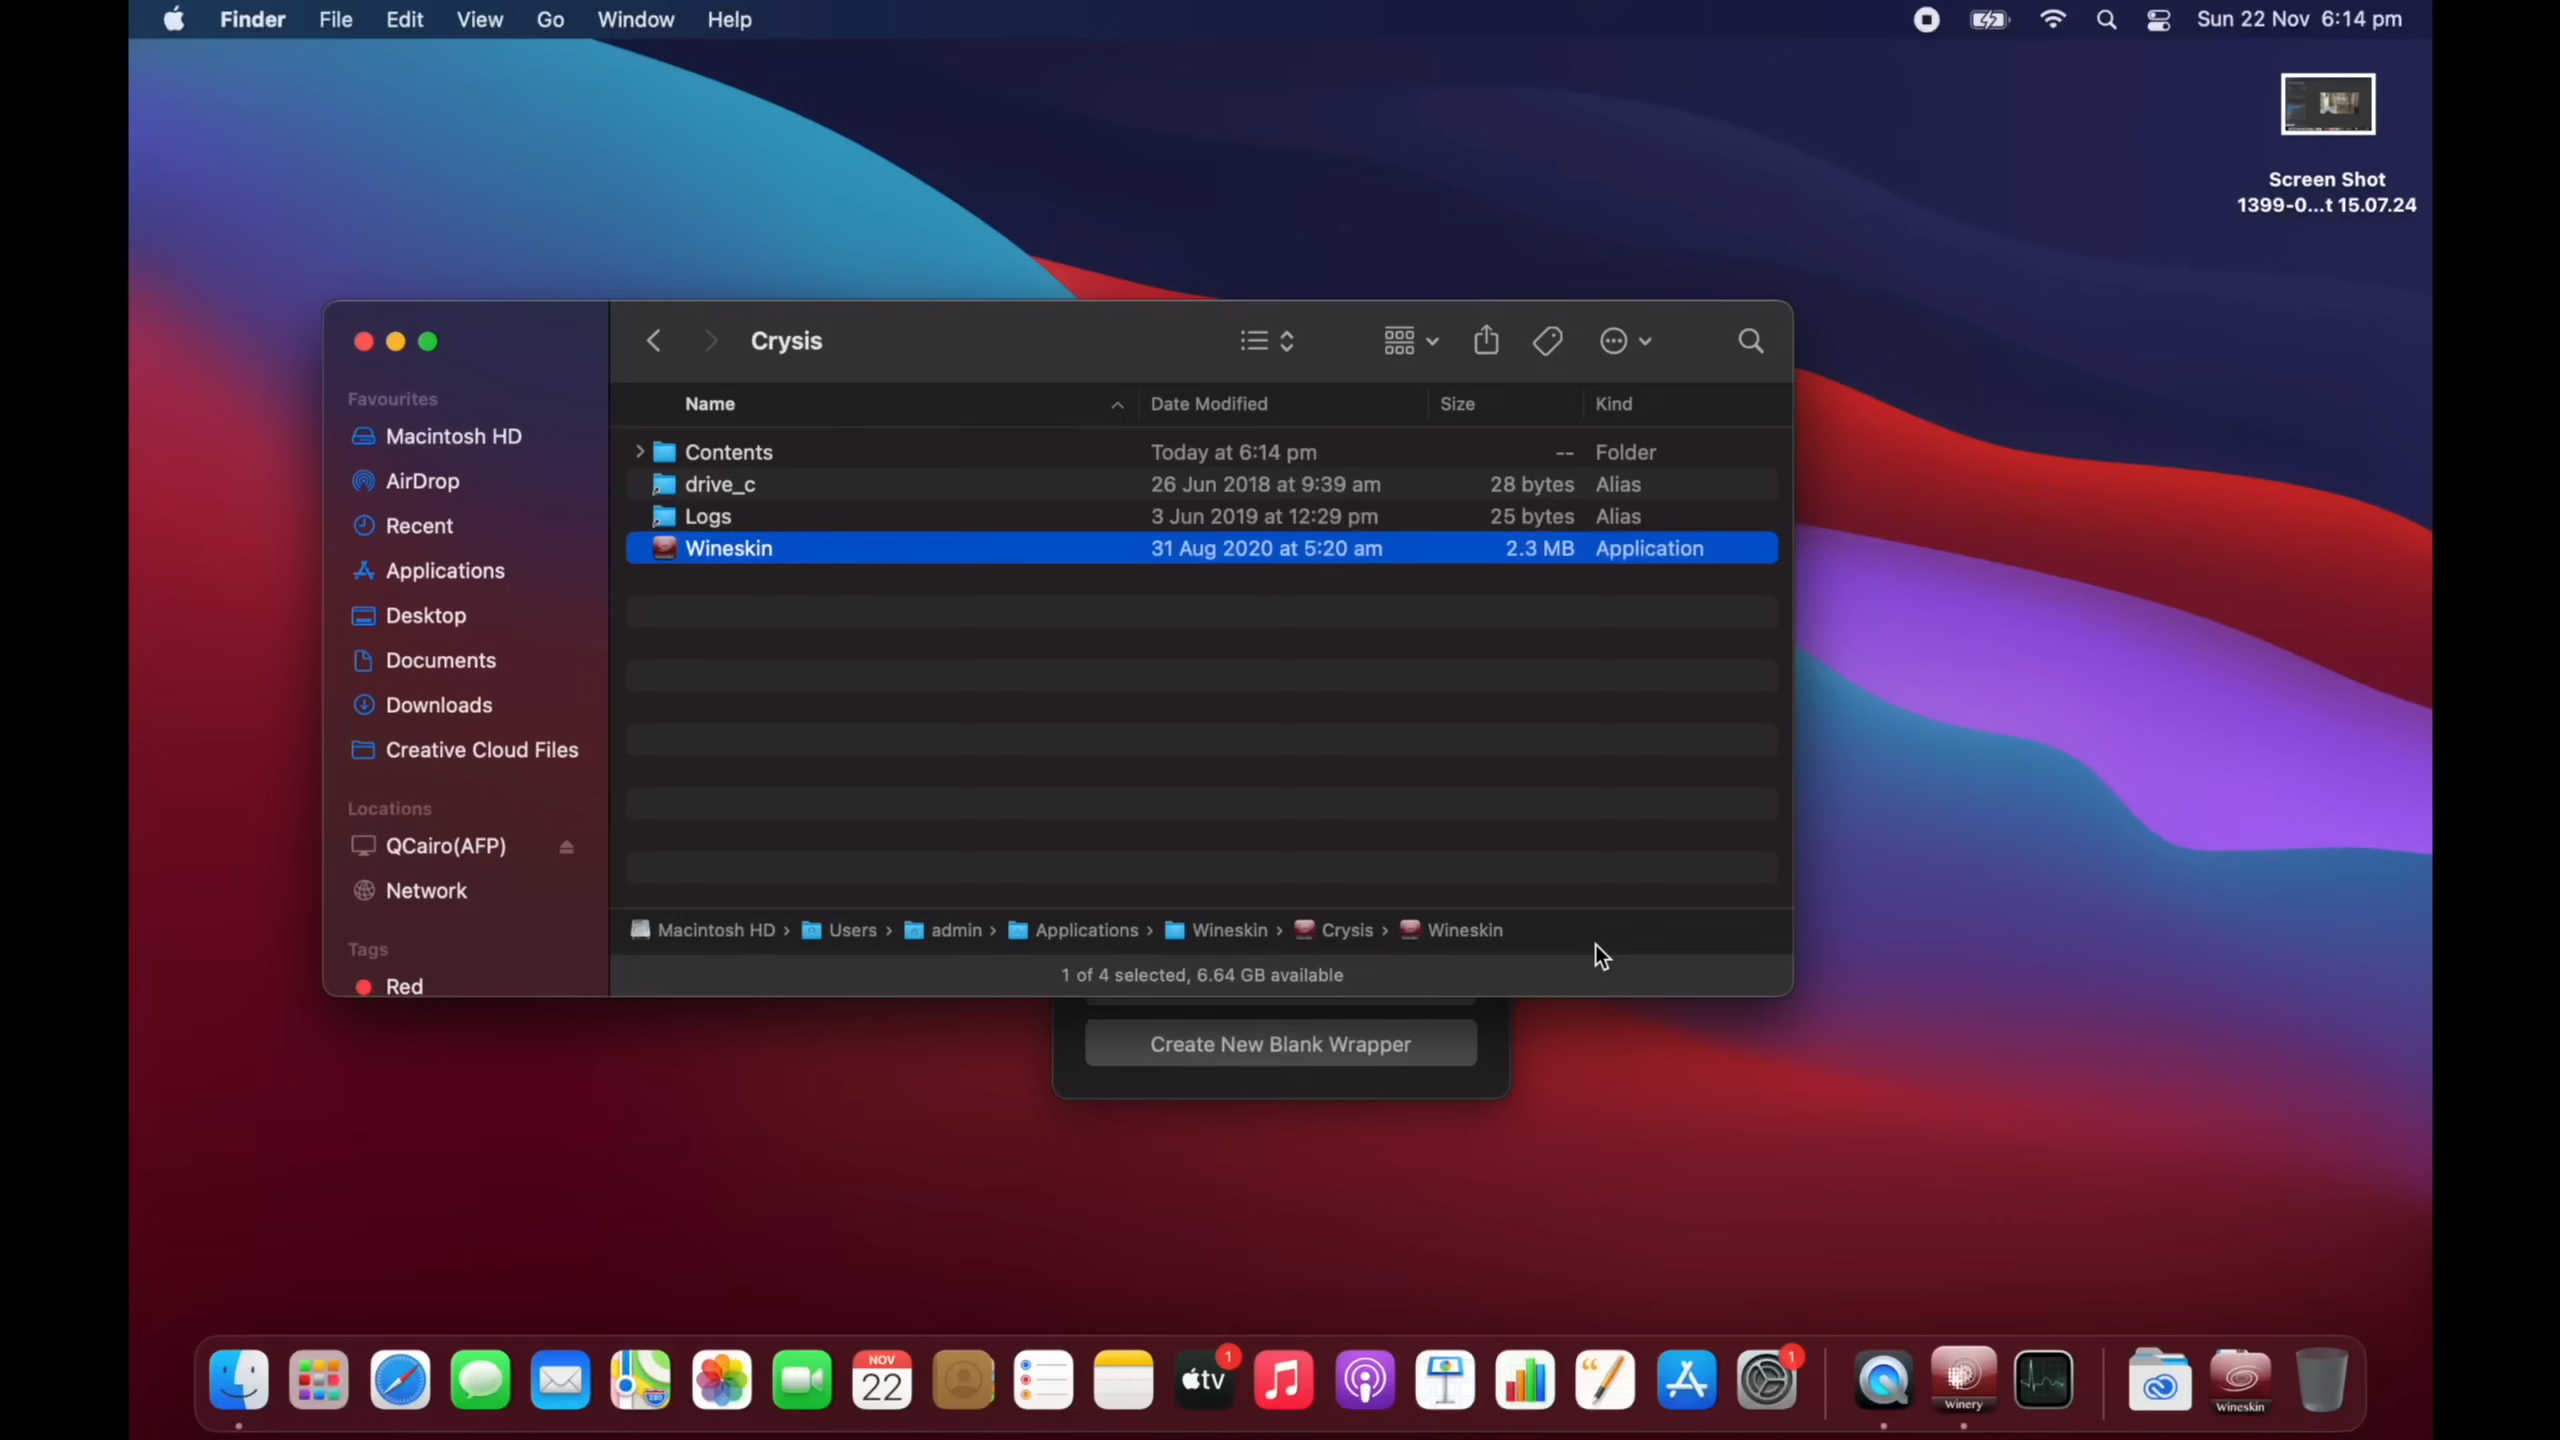 Finder File Edit View Go Window Help Sun 22 Nov 6:14 pm
Screen Shot
1399-0...t 15.07.24
Crysis
Favourites
Macintosh HD
AirDrop
Recent
Applications
Desktop
Documents
Downloads
Creative Cloud Files
Locations
QCairo(AFP)
Network
Tags
Red
Name Date Modified Size Kind
Contents Today at 6:14 pm -- Folder
drive_c 26 Jun 2018 at 9:39 am 28 bytes Alias
Logs 3 Jun 2019 at 12:29 pm 25 bytes Alias
Wineskin 31 Aug 2020 at 5:20 am 2.3 MB Application
Macintosh HD › Users › admin › Applications › Wineskin › Crysis › Wineskin
1 of 4 selected, 6.64 GB available
Create New Blank Wrapper
NOV
22
tv
1
1
Winery
Wineskin